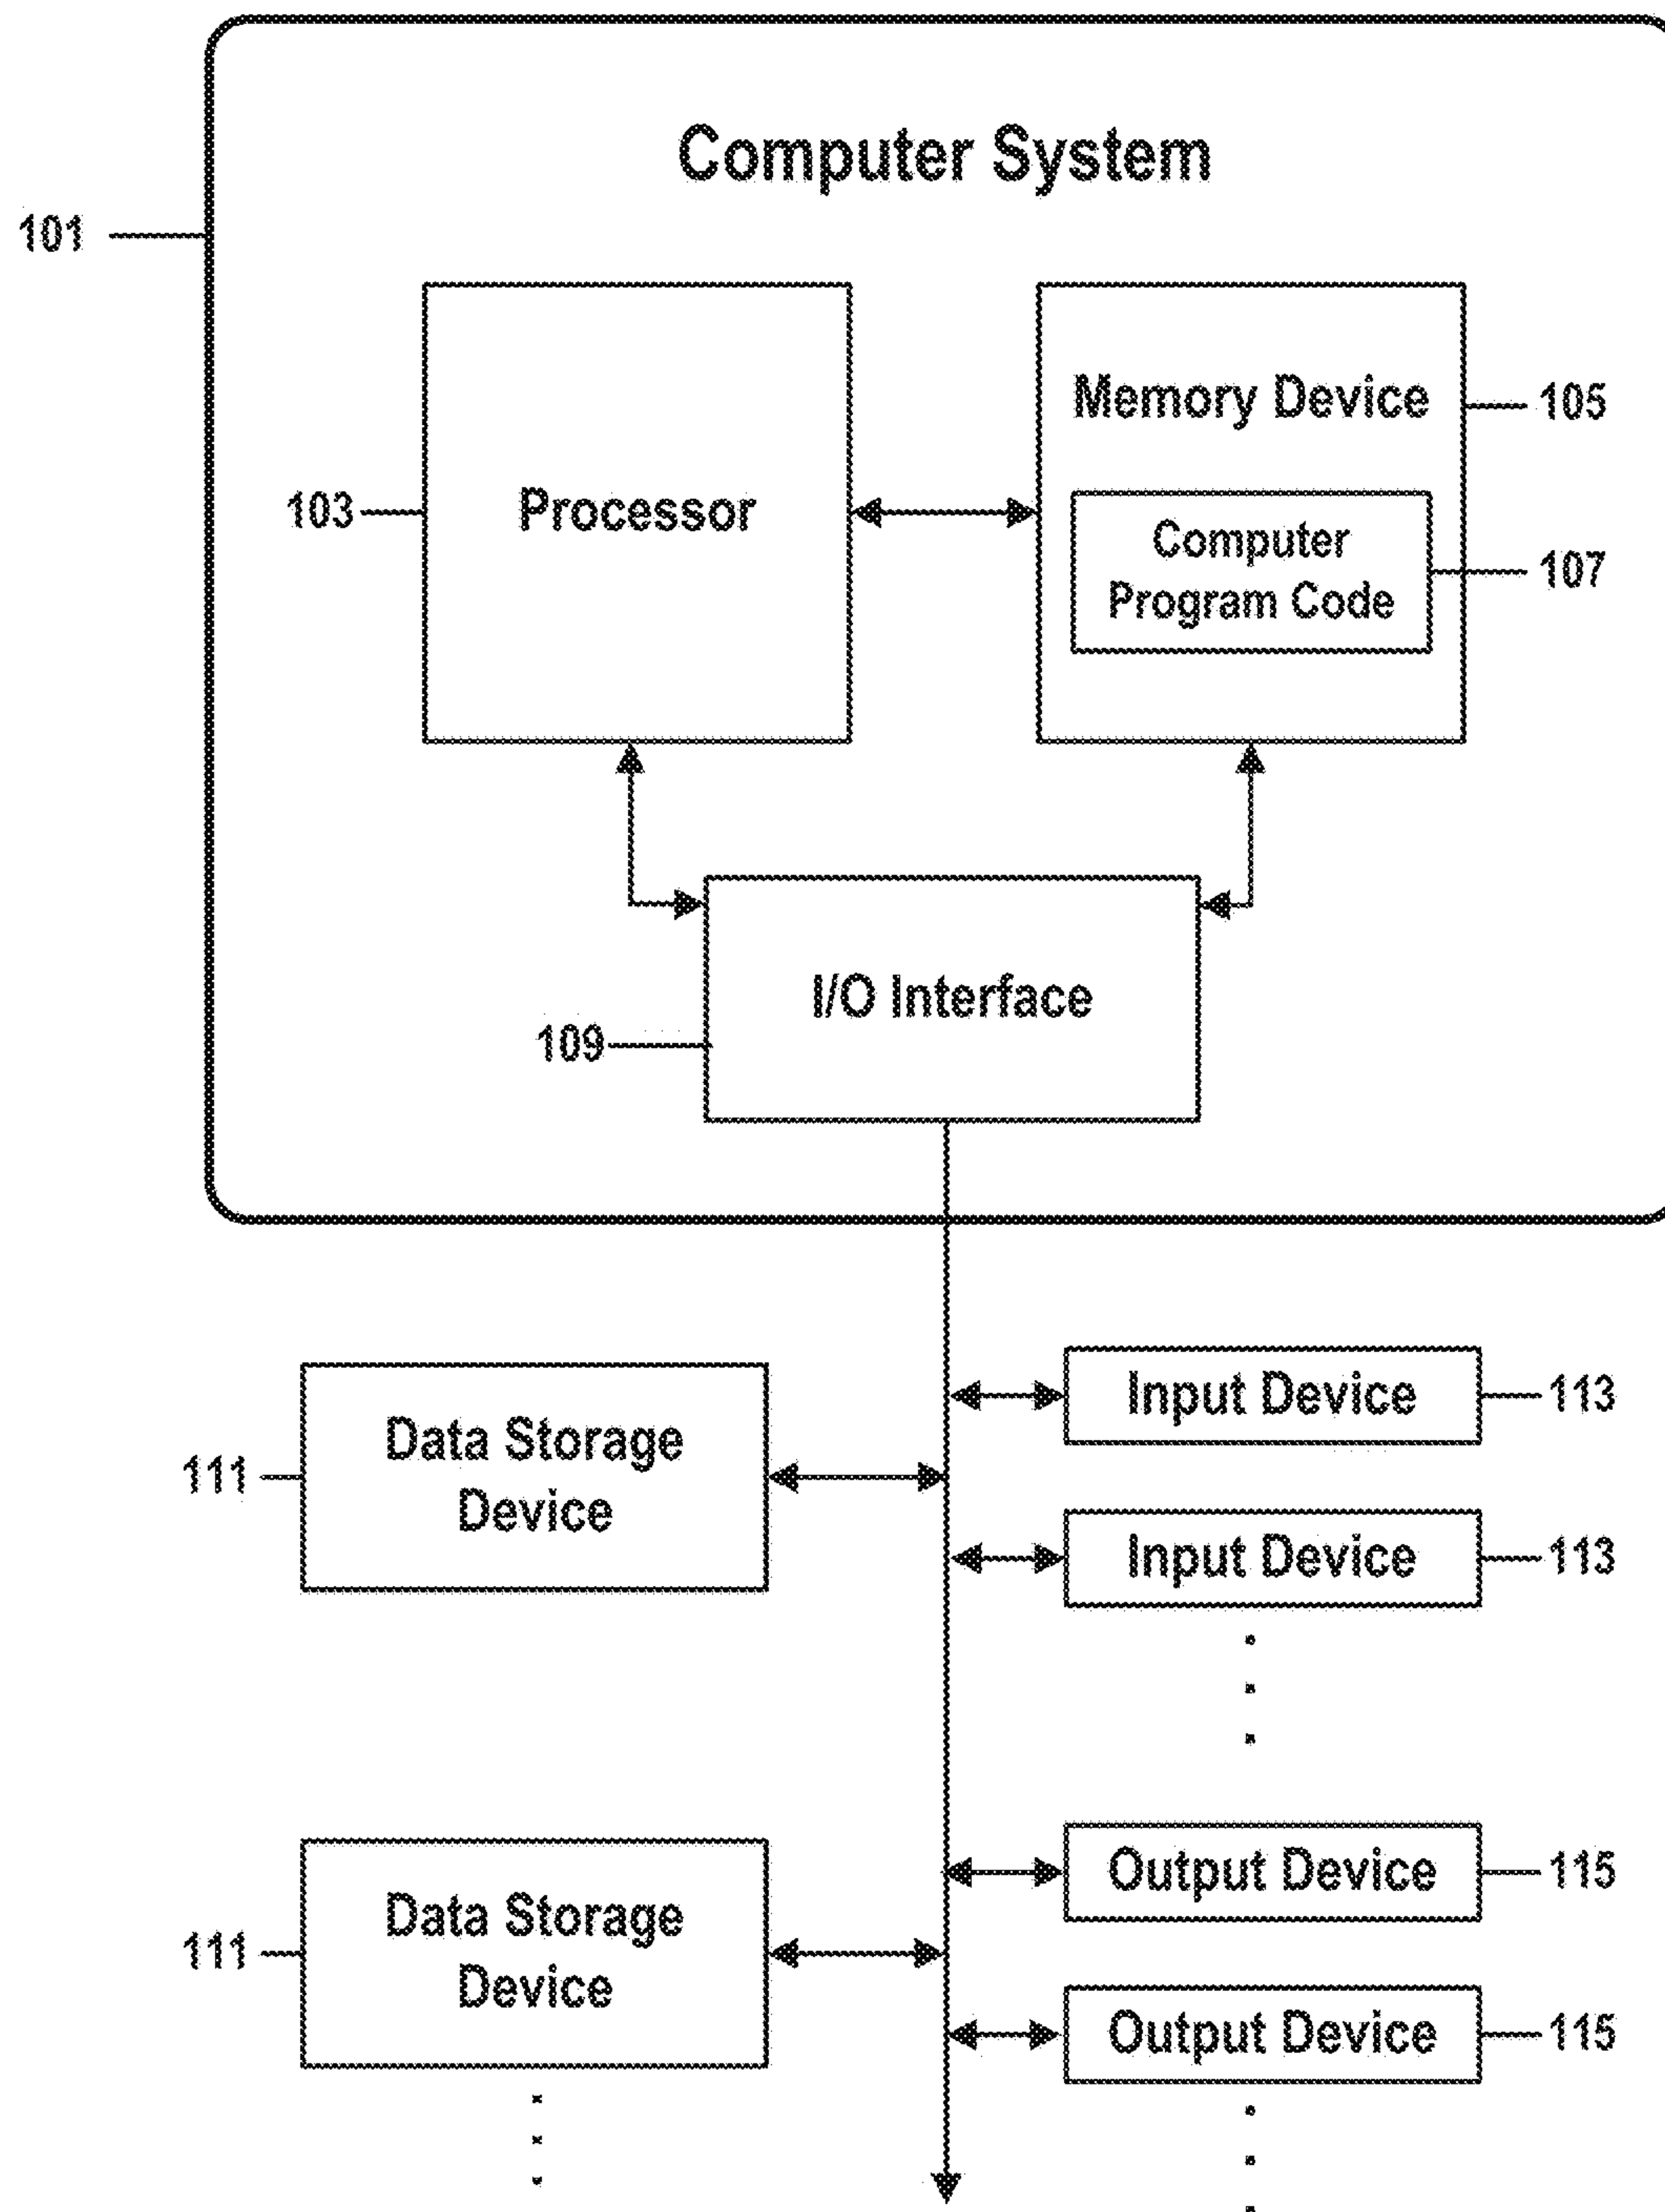 Computer System
101
Memory Device
105
103
Processor
Computer
Program Code
107
I/O Interface
109
Input Device
113
Data Storage
Device
111
Input Device
113
Output Device
115
Data Storage
Device
111
Output Device
115